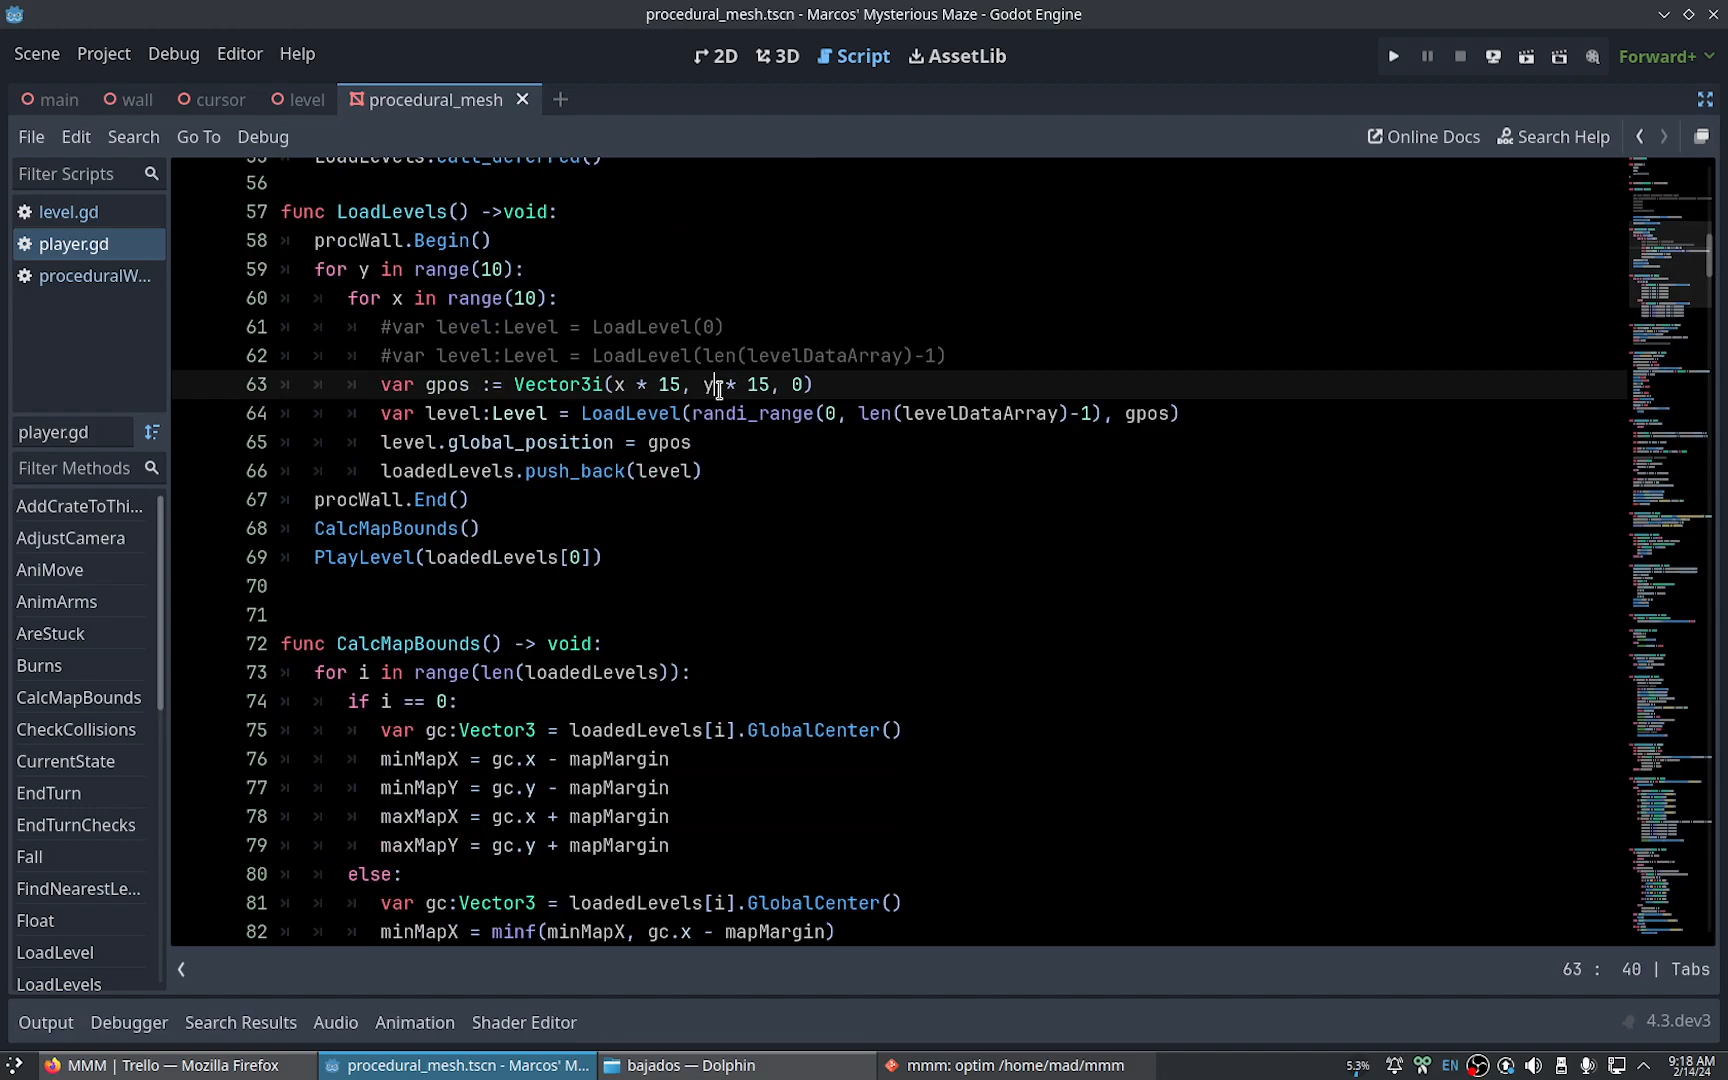 procedural_mesh.tscn - Marcos' Mysterious Maze - Godot Engine
Scene Project Debug Editor Help
2D 3D Script AssetLib
Forward+
main wall cursor level procedural_mesh
File Edit Search Go To Debug
Online Docs Search Help
Filter Scripts
level.gd
player.gd
proceduralW...
player.gd
Filter Methods
AddCrateToThi...
AdjustCamera
AniMove
AnimArms
AreStuck
Burns
CalcMapBounds
CheckCollisions
CurrentState
EndTurn
EndTurnChecks
Fall
FindNearestLe...
Float
LoadLevel
LoadLevels
55 LoadLevels.call_deferred()
56
57 func LoadLevels() ->void:
58 procWall.Begin()
59 for y in range(10):
60 for x in range(10):
61 #var level:Level = LoadLevel(0)
62 #var level:Level = LoadLevel(len(levelDataArray)-1)
63 var gpos := Vector3i(x * 15, y * 15, 0)
64 var level:Level = LoadLevel(randi_range(0, len(levelDataArray)-1), gpos)
65 level.global_position = gpos
66 loadedLevels.push_back(level)
67 procWall.End()
68 CalcMapBounds()
69 PlayLevel(loadedLevels[0])
70
71
72 func CalcMapBounds() -> void:
73 for i in range(len(loadedLevels)):
74 if i == 0:
75 var gc:Vector3 = loadedLevels[i].GlobalCenter()
76 minMapX = gc.x - mapMargin
77 minMapY = gc.y - mapMargin
78 maxMapX = gc.x + mapMargin
79 maxMapY = gc.y + mapMargin
80 else:
81 var gc:Vector3 = loadedLevels[i].GlobalCenter()
82 minMapX = minf(minMapX, gc.x - mapMargin)
63 : 40 | Tabs
Output Debugger Search Results Audio Animation Shader Editor
4.3.dev3
MMM | Trello — Mozilla Firefox
procedural_mesh.tscn - Marcos' M...
bajados — Dolphin
mmm: optim /home/mad/mmm
5.3%
EN
9:18 AM
2/14/24